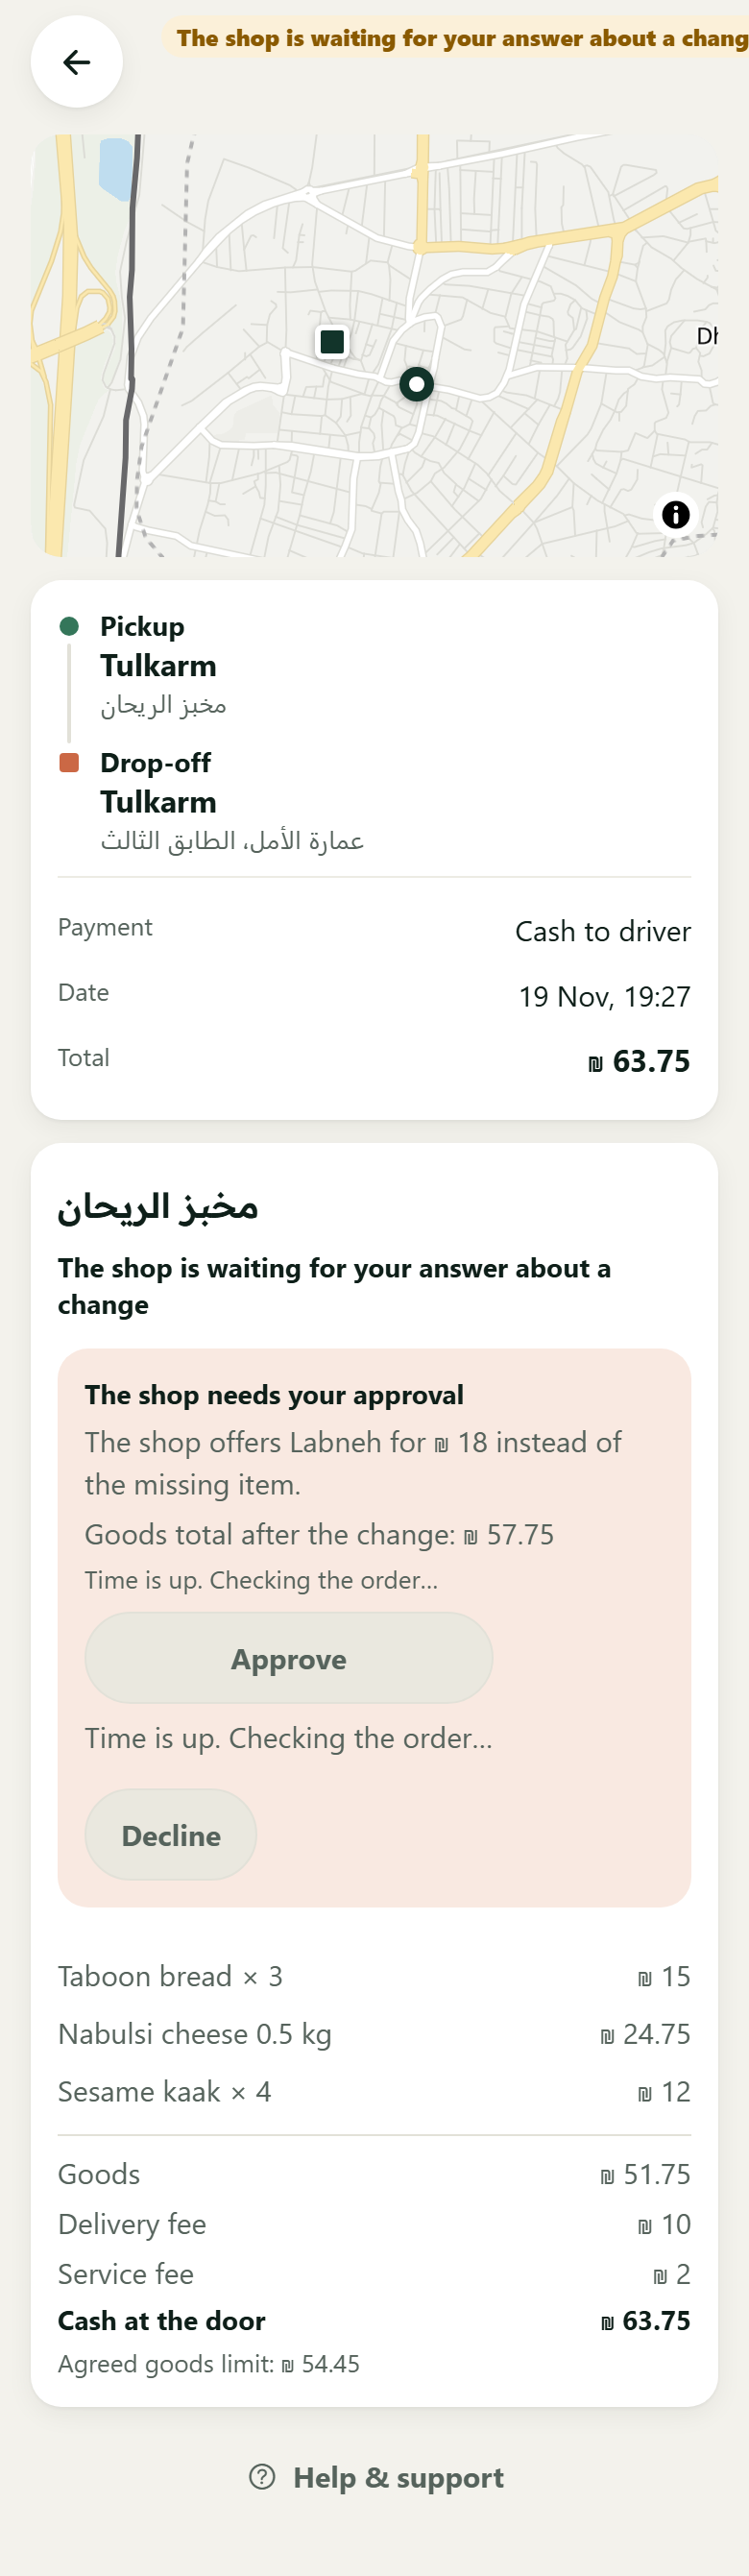 The shop is waiting for your answer about a chang
Dh
Pickup
Tulkarm
مخبز الريحان
Drop-off
Tulkarm
عمارة الأمل، الطابق الثالث
Payment
Cash to driver
Date
19 Nov, 19:27
Total
₪ 63.75
مخبز الريحان
The shop is waiting for your answer about a
change
The shop needs your approval
The shop offers Labneh for ₪ 18 instead of
the missing item.
Goods total after the change: ₪ 57.75
Time is up. Checking the order...
Approve
Time is up. Checking the order...
Decline
Taboon bread × 3
₪ 15
Nabulsi cheese 0.5 kg
₪ 24.75
Sesame kaak × 4
₪ 12
Goods
₪ 51.75
Delivery fee
₪ 10
Service fee
₪ 2
Cash at the door
₪ 63.75
Agreed goods limit: ₪ 54.45
Help & support